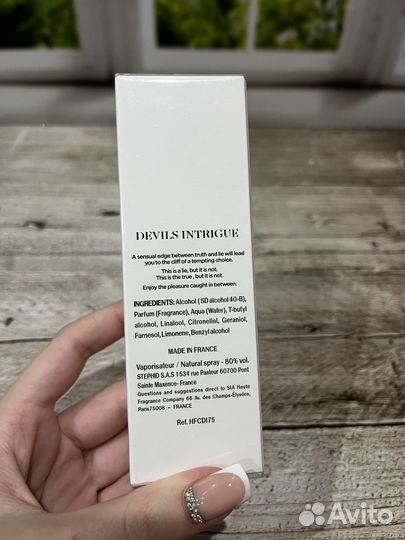 DEVILS INTRIGUE
A sensual edge between truth and lie will lead
you to the cliff of a tempting choice.
This is a lie, but it is not.
This is the true , but it is not.
Enjoy the pleasure caught in between.
INGREDIENTS: Alcohol ( SD alcohol 40-B),
Parfum (Fragrance), Aqua (Water), T-butyl
alcohol, Linalool, Citronellol, Geraniol,
Farnesol, Limonene, Benzyl alcohol
MADE IN FRANCE
Vaporisateur / Natural spray - 80% vol.
STEPHID S.A.S 1534 rue Pasteur 60700 Pont
Sainte Maxence- France
Questions and suggestions direct to SIA Haute
Fragrance Company 66 Av. des Champs-Elysées,
Paris75008 – FRANCE
Ref. HFCDI75
Avito